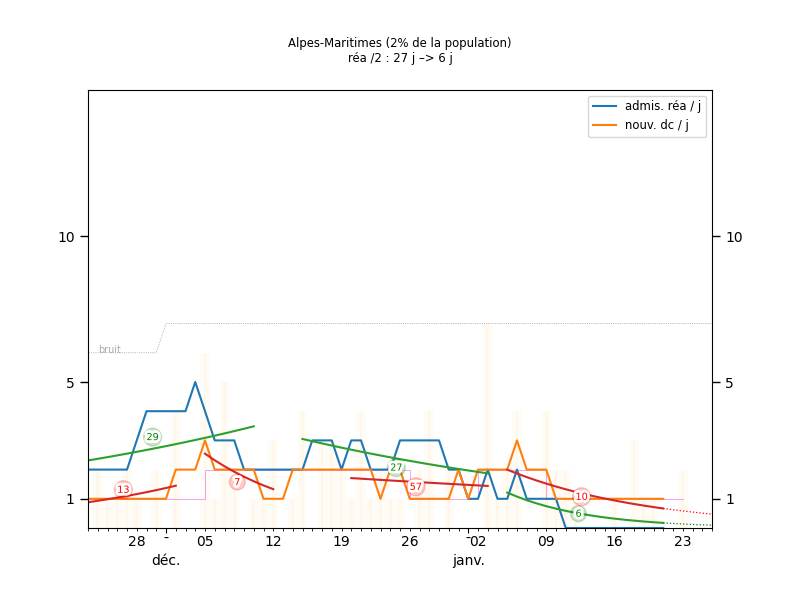 Alpes-Maritimes (2% de la population)
réa /2 : 27 j –> 6 j
admis. réa / j
nouv. dc / j
10
10
bruit
5
5
29
27
13
7
57
10
6
1
1
28 - 05 12 19 26 -02 09 16 23
déc. janv.